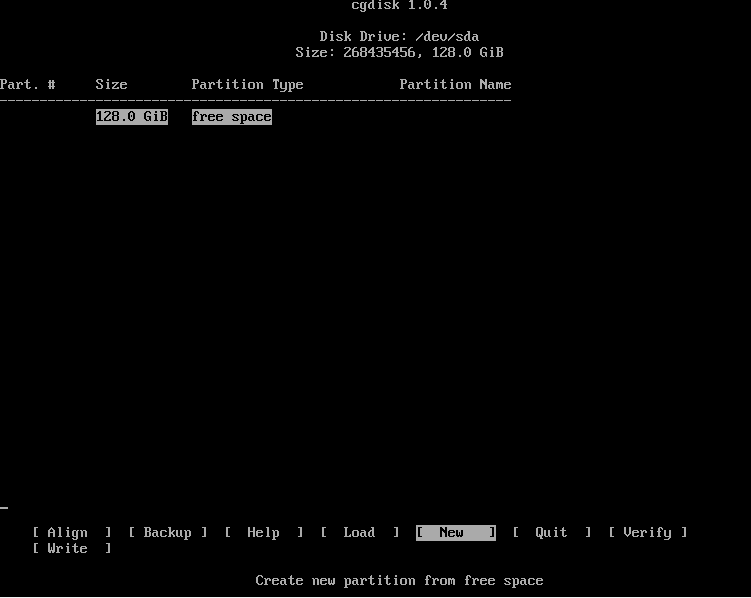 cgdisk 1.0.4
Disk Drive: /dev/sda
Size: 268435456, 128.0 GiB
Part. # Size Partition Type Partition Name
----------------------------------------------------------------
128.0 GiB free space
[ Align ] [ Backup ] [ Help ] [ Load ] [ New ] [ Quit ] [ Verify ]
[ Write ]
Create new partition from free space